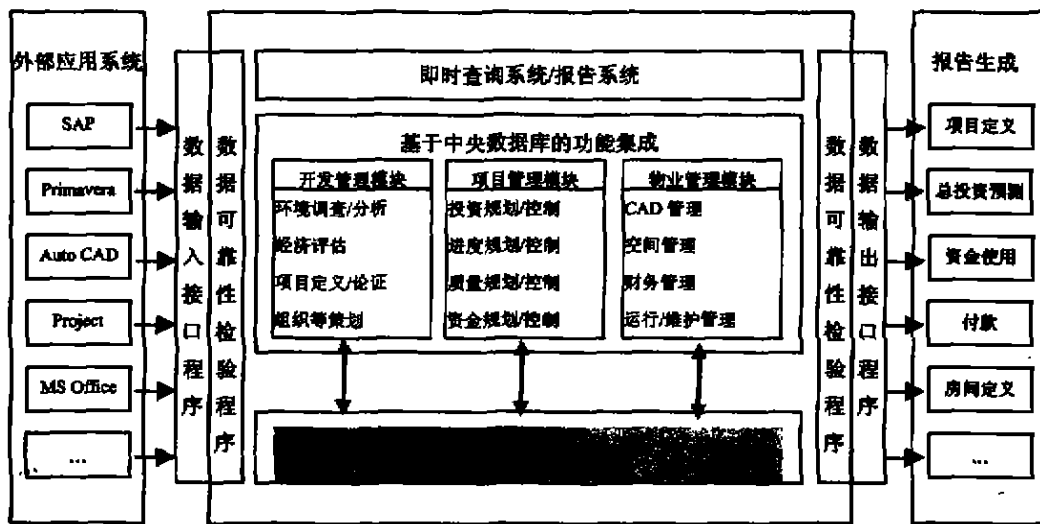 外部应用系统
SAP
Primavera
Auto CAD
Project
MS Office
...
数据输入接口程序
数据可靠性检验程序
即时查询系统/报告系统
基于中央数据库的功能集成
开发管理模块
环境调查/分析
经济评估
项目定义/论证
组织等策划
项目管理模块
投资规划/控制
进度规划/控制
质量规划/控制
资金规划/控制
物业管理模块
CAD 管理
空间管理
财务管理
运行/维护管理
数据可靠性检验程序
数据输出接口程序
报告生成
项目定义
总投资预测
资金使用
付款
房间定义
...